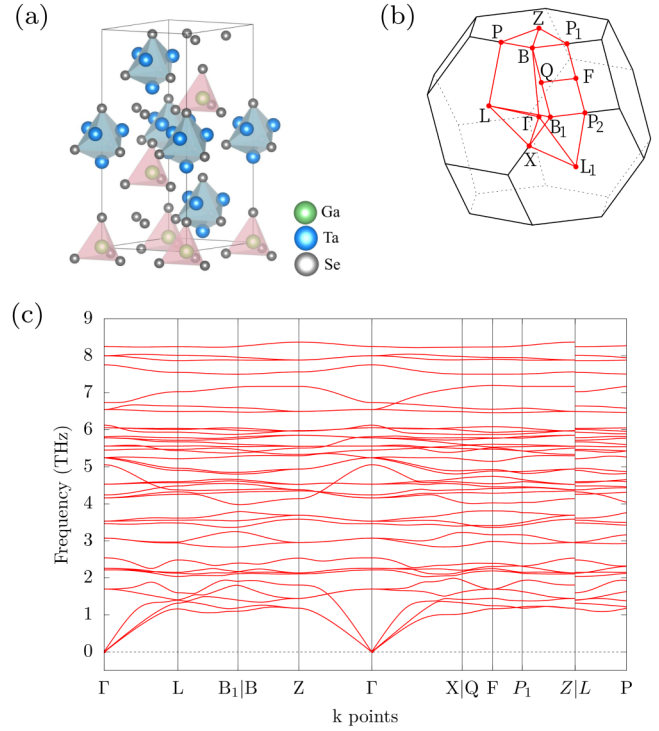 (a)
(b)
Ga
Ta
Se
Z
P
P1
B
Q
F
L
Γ
B1
P2
X
L1
(c)
9
8
7
6
5
4
3
2
1
0
Frequency (THz)
Γ L B1|B Z Γ X|Q F P1 Z|L P
k points